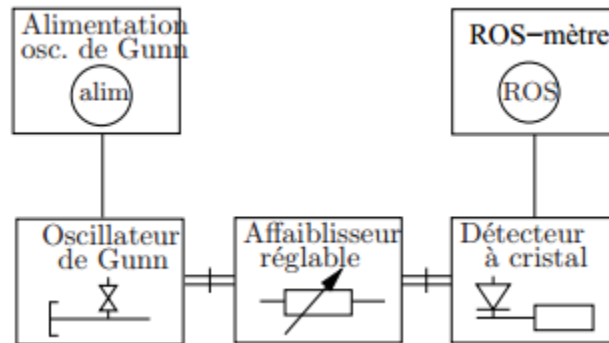 Alimentation
osc. de Gunn
alim
ROS-mètre
ROS
Oscillateur
de Gunn
Affaiblisseur
réglable
Détecteur
à cristal